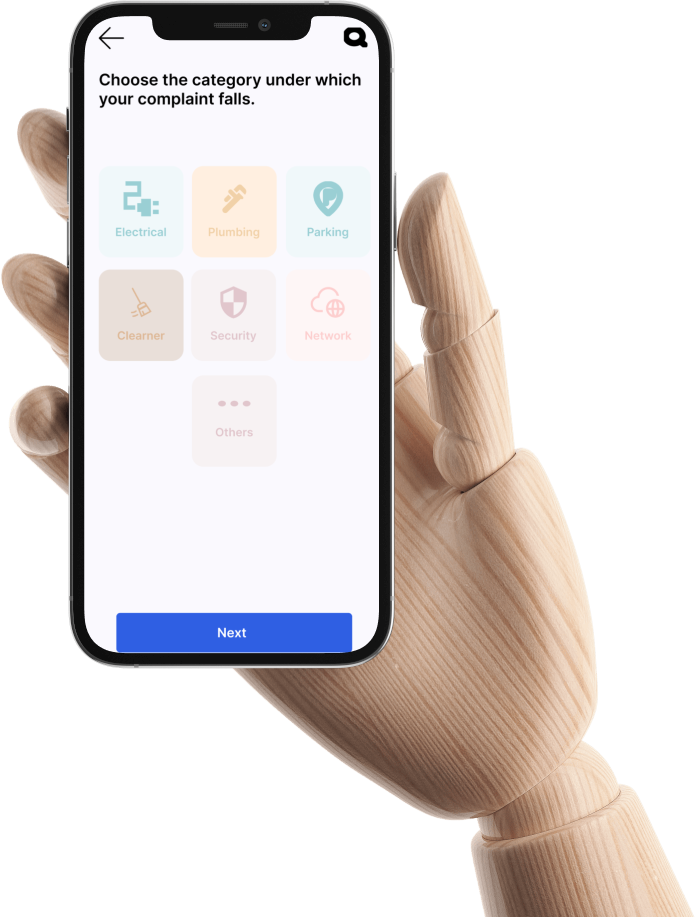 Choose the category under which
your complaint falls.
Electrical
Plumbing
Parking
Clearner
Security
Network
Others
Next